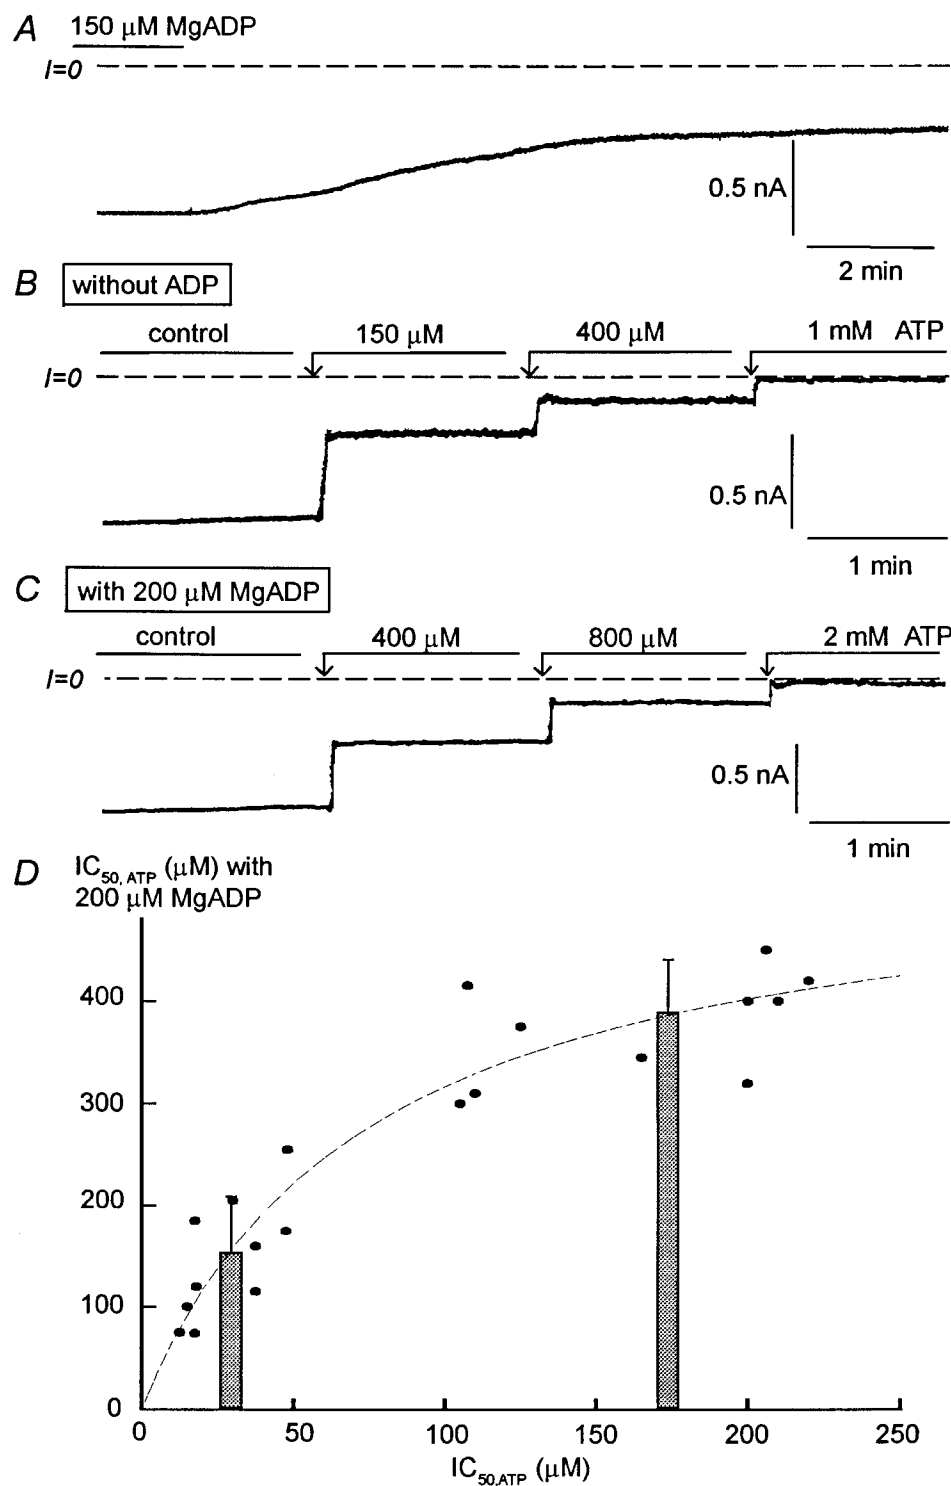 A 150 μM MgADP
I=0
0.5 nA
2 min
B without ADP
control 150 μM 400 μM 1 mM ATP
I=0
0.5 nA
1 min
C with 200 μM MgADP
control 400 μM 800 μM 2 mM ATP
I=0
0.5 nA
1 min
D IC50, ATP (μM) with
200 μM MgADP
400
300
200
100
0
0 50 100 150 200 250
IC50,ATP (μM)